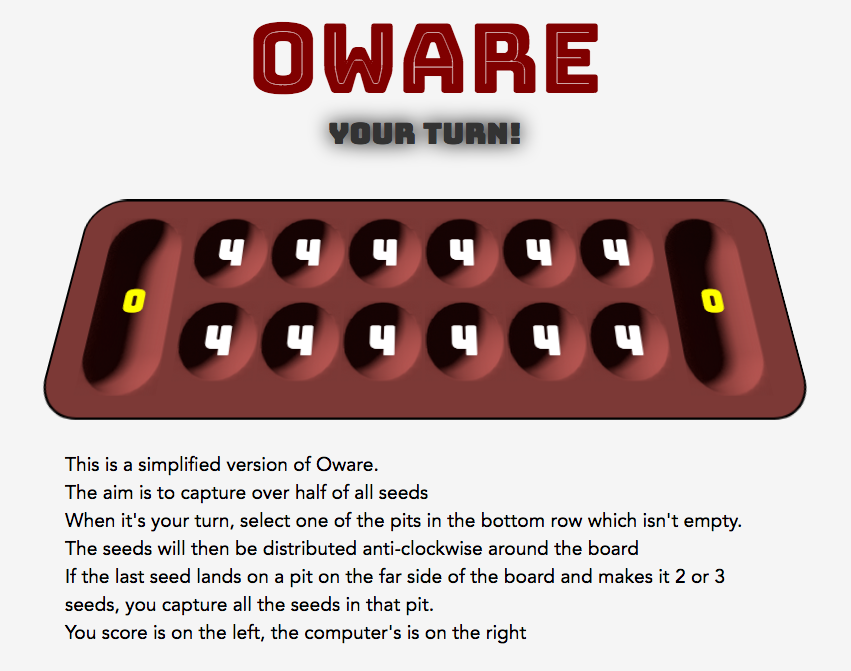 OWARE
YOUR TURN!
4 4 4 4 4 4
0 0
4 4 4 4 4 4
This is a simplified version of Oware.
The aim is to capture over half of all seeds
When it's your turn, select one of the pits in the bottom row which isn't empty.
The seeds will then be distributed anti-clockwise around the board
If the last seed lands on a pit on the far side of the board and makes it 2 or 3
seeds, you capture all the seeds in that pit.
You score is on the left, the computer's is on the right